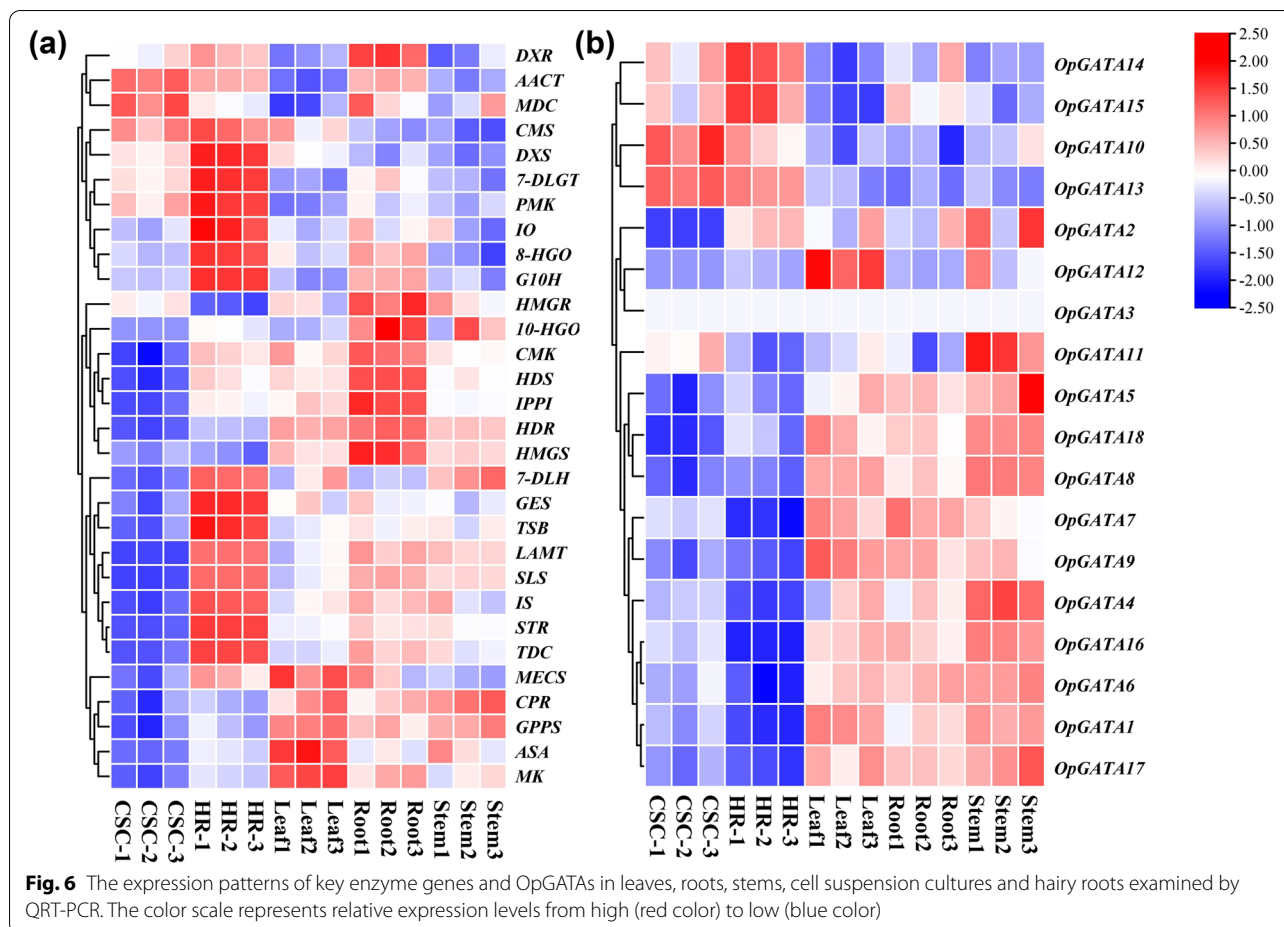 (a)
DXR
AACT
MDC
CMS
DXS
7-DLGT
PMK
IO
8-HGO
G10H
HMGR
10-HGO
CMK
HDS
IPPI
HDR
HMGS
7-DLH
GES
TSB
LAMT
SLS
IS
STR
TDC
MECS
CPR
GPPS
ASA
MK
CSC-1
CSC-2
CSC-3
HR-1
HR-2
HR-3
Leaf1
Leaf2
Leaf3
Root1
Root2
Root3
Stem1
Stem2
Stem3
(b)
OpGATA14
OpGATA15
OpGATA10
OpGATA13
OpGATA2
OpGATA12
OpGATA3
OpGATA11
OpGATA5
OpGATA18
OpGATA8
OpGATA7
OpGATA9
OpGATA4
OpGATA16
OpGATA6
OpGATA1
OpGATA17
CSC-1
CSC-2
CSC-3
HR-1
HR-2
HR-3
Leaf1
Leaf2
Leaf3
Root1
Root2
Root3
Stem1
Stem2
Stem3
2.50
2.00
1.50
1.00
0.50
0.00
-0.50
-1.00
-1.50
-2.00
-2.50
Fig. 6 The expression patterns of key enzyme genes and OpGATAs in leaves, roots, stems, cell suspension cultures and hairy roots examined by
QRT-PCR. The color scale represents relative expression levels from high (red color) to low (blue color)